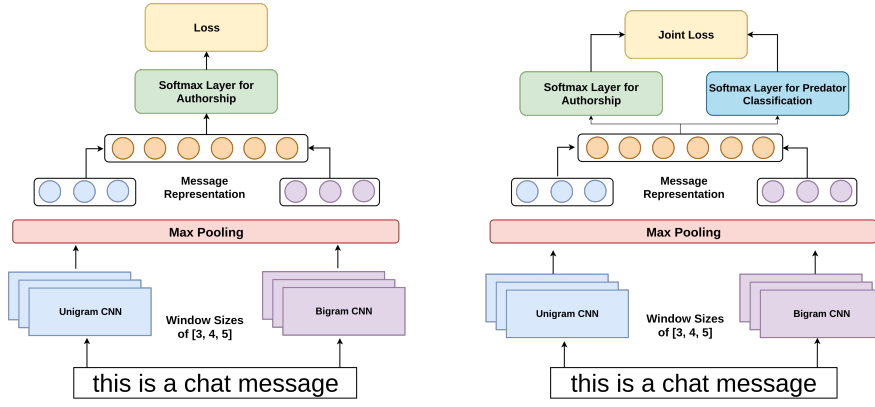 Loss
Softmax Layer for
Authorship
Message
Representation
Max Pooling
Unigram CNN
Window Sizes
of [3, 4, 5]
Bigram CNN
this is a chat message
Joint Loss
Softmax Layer for
Authorship
Softmax Layer for Predator
Classification
Message
Representation
Max Pooling
Unigram CNN
Window Sizes
of [3, 4, 5]
Bigram CNN
this is a chat message